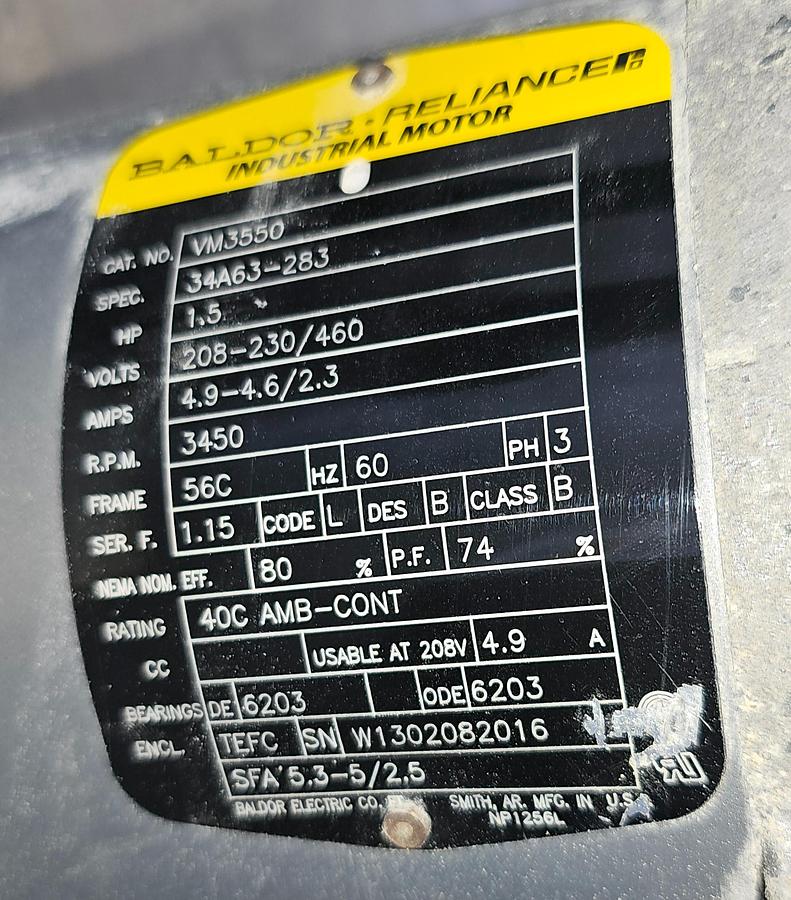 BALDOR · RELIANCE
INDUSTRIAL MOTOR
CAT. NO. VM3550
SPEC. 34A63-283
HP 1.5
VOLTS 208-230/460
AMPS 4.9-4.6/2.3
R.P.M. 3450
FRAME 56C HZ 60 PH 3
SER. F. 1.15 CODE L DES B CLASS B
NEMA NOM. EFF. 80 % P.F. 74 %
RATING 40C AMB-CONT
CC USABLE AT 208V 4.9 A
BEARINGS DE 6203 ODE 6203
ENCL. TEFC SN W1302082016
SFA 5.3-5/2.5
BALDOR ELECTRIC CO. SMITH, AR. MFG. IN U.S.
NP1256L